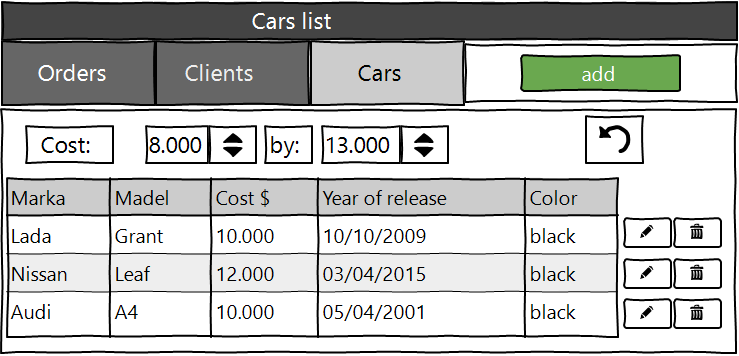 Cars list
Orders Clients Cars add
Cost: 8.000 by: 13.000
Marka Madel Cost $ Year of release Color
Lada Grant 10.000 10/10/2009 black
Nissan Leaf 12.000 03/04/2015 black
Audi A4 10.000 05/04/2001 black